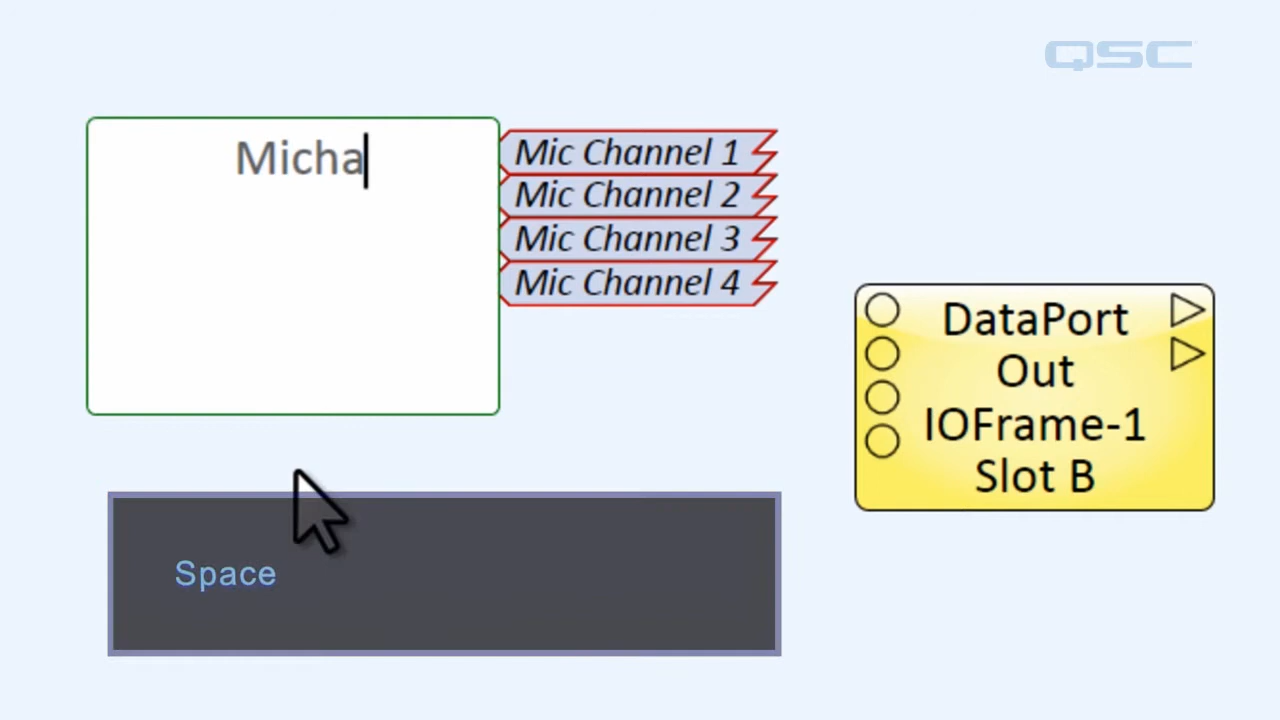 QSC
Micha
Mic Channel 1
Mic Channel 2
Mic Channel 3
Mic Channel 4
DataPort
Out
IOFrame-1
Slot B
Space